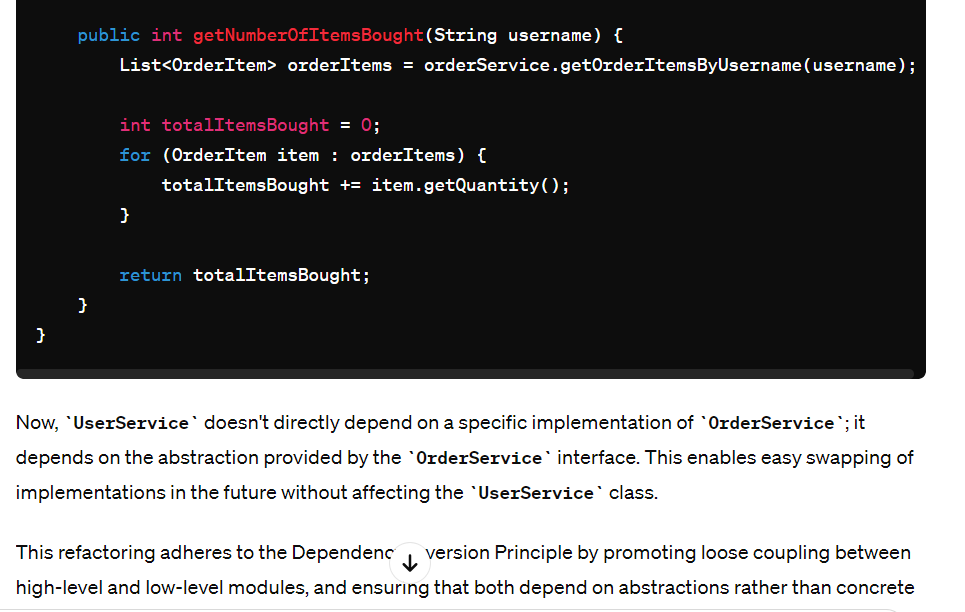 public int getNumberOfItemsBought(String username) {
List<OrderItem> orderItems = orderService.getOrderItemsByUsername(username);
int totalItemsBought = 0;
for (OrderItem item : orderItems) {
totalItemsBought += item.getQuantity();
}
return totalItemsBought;
}
}
Now, `UserService` doesn't directly depend on a specific implementation of `OrderService`; it
depends on the abstraction provided by the `OrderService` interface. This enables easy swapping of
implementations in the future without affecting the `UserService` class.
This refactoring adheres to the Principle by promoting loose coupling between
high-level and low-level modules, and ensuring that both depend on abstractions rather than concrete